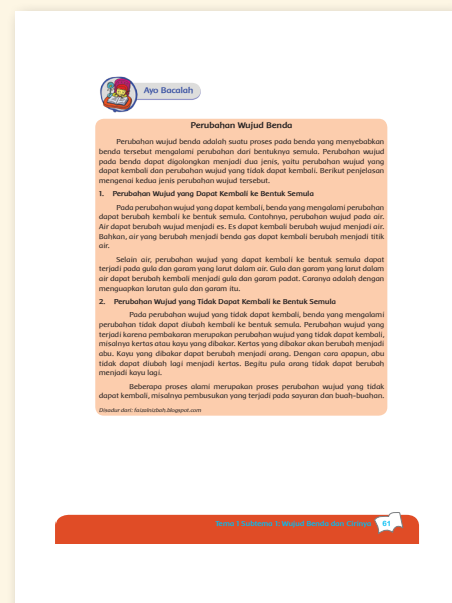 Ayo Bacalah
Perubahan Wujud Benda
Perubahan wujud benda adalah suatu proses pada benda yang menyebabkan
benda tersebut mengalami perubahan dari bentuknya semula. Perubahan wujud
pada benda dapat digolongkan menjadi dua jenis, yaitu perubahan wujud yang
dapat kembali dan perubahan wujud yang tidak dapat kembali. Berikut penjelasan
mengenai kedua jenis perubahan wujud tersebut.
1. Perubahan Wujud yang Dapat Kembali ke Bentuk Semula
Pada perubahan wujud yang dapat kembali, benda yang mengalami perubahan
dapat berubah kembali ke bentuk semula. Contohnya, perubahan wujud pada air.
Air dapat berubah wujud menjadi es. Es dapat kembali berubah wujud menjadi air.
Bahkan, air yang berubah menjadi benda gas dapat kembali berubah menjadi titik
air.
Selain air, perubahan wujud yang dapat kembali ke bentuk semula dapat
terjadi pada gula dan garam yang larut dalam air. Gula dan garam yang larut dalam
air dapat berubah kembali menjadi gula dan garam padat. Caranya adalah dengan
menguapkan larutan gula dan garam itu.
2. Perubahan Wujud yang Tidak Dapat Kembali ke Bentuk Semula
Pada perubahan wujud yang tidak dapat kembali, benda yang mengalami
perubahan tidak dapat diubah kembali ke bentuk semula. Perubahan wujud yang
terjadi karena pembakaran merupakan perubahan wujud yang tidak dapat kembali,
misalnya kertas atau kayu yang dibakar. Kertas yang dibakar akan berubah menjadi
abu. Kayu yang dibakar dapat berubah menjadi arang. Dengan cara apapun, abu
tidak dapat diubah lagi menjadi kertas. Begitu pula arang tidak dapat berubah
menjadi kayu lagi.
Beberapa proses alami merupakan proses perubahan wujud yang tidak
dapat kembali, misalnya pembusukan yang terjadi pada sayuran dan buah-buahan.
Disadur dari: faizalnizbah.blogspot.com
Tema 7 Subtema 1: Wujud Benda dan Cirinya 61